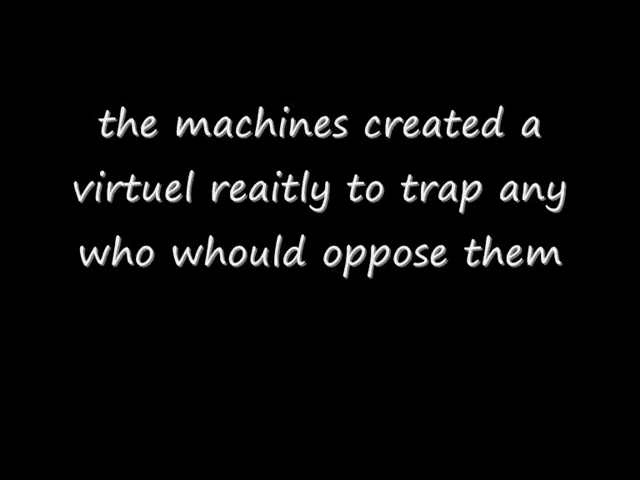 the machines created a
virtuel reaitly to trap any
who whould oppose them